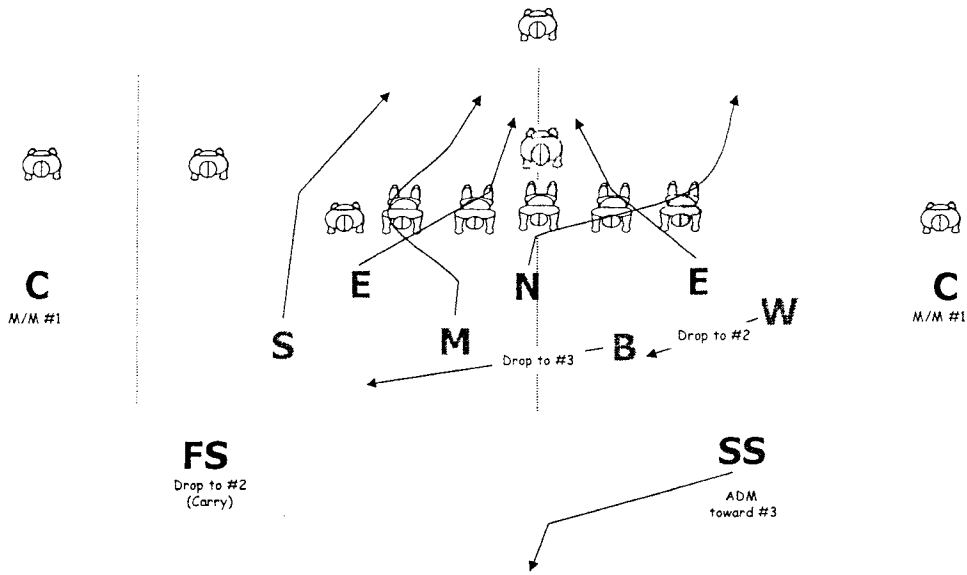 C
M/M #1
E
N
E
C
M/M #1
S
M
B
W
Drop to #3
Drop to #2
FS
Drop to #2
(Carry)
SS
ADM
toward #3